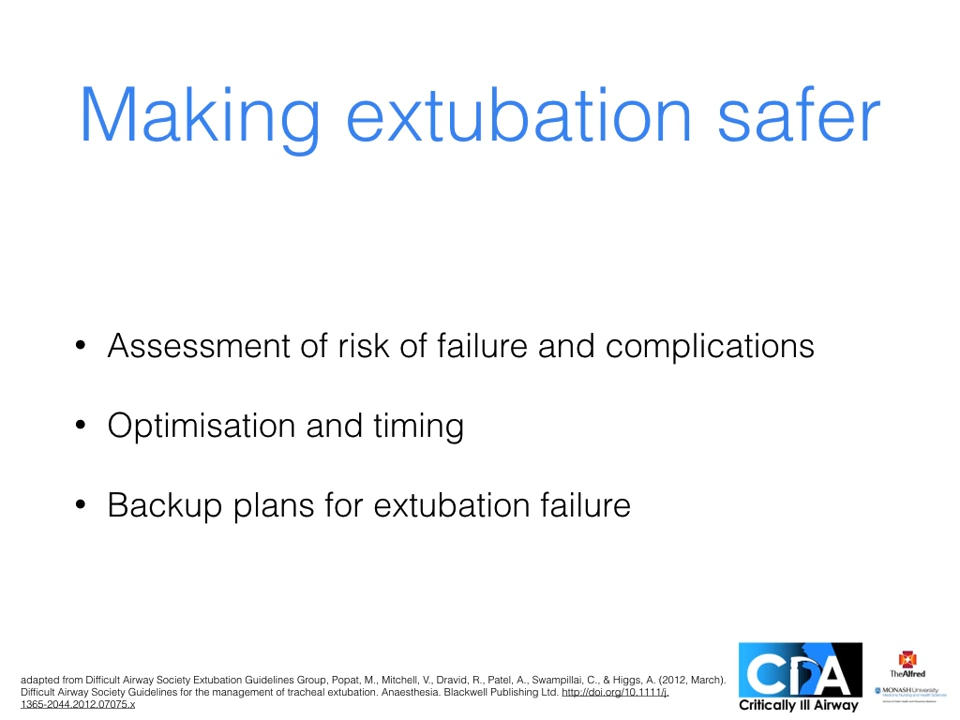 Making extubation safer
• Assessment of risk of failure and complications
• Optimisation and timing
• Backup plans for extubation failure
adapted from Difficult Airway Society Extubation Guidelines Group, Popat, M., Mitchell, V., Dravid, R., Patel, A., Swampillai, C., & Higgs, A. (2012, March).
Difficult Airway Society Guidelines for the management of tracheal extubation. Anaesthesia. Blackwell Publishing Ltd. http://doi.org/10.1111/j.
1365-2044.2012.07075.x
CIA
Critically Ill Airway
TheAlfred
MONASH University